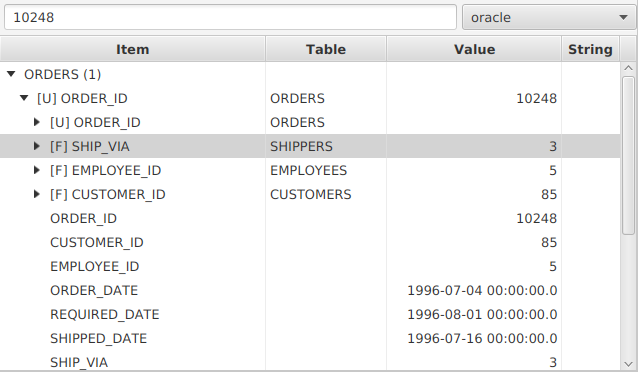 10248 oracle
Item Table Value String
ORDERS (1)
[U] ORDER_ID ORDERS 10248
[U] ORDER_ID ORDERS
[F] SHIP_VIA SHIPPERS 3
[F] EMPLOYEE_ID EMPLOYEES 5
[F] CUSTOMER_ID CUSTOMERS 85
ORDER_ID 10248
CUSTOMER_ID 85
EMPLOYEE_ID 5
ORDER_DATE 1996-07-04 00:00:00.0
REQUIRED_DATE 1996-08-01 00:00:00.0
SHIPPED_DATE 1996-07-16 00:00:00.0
SHIP_VIA 3